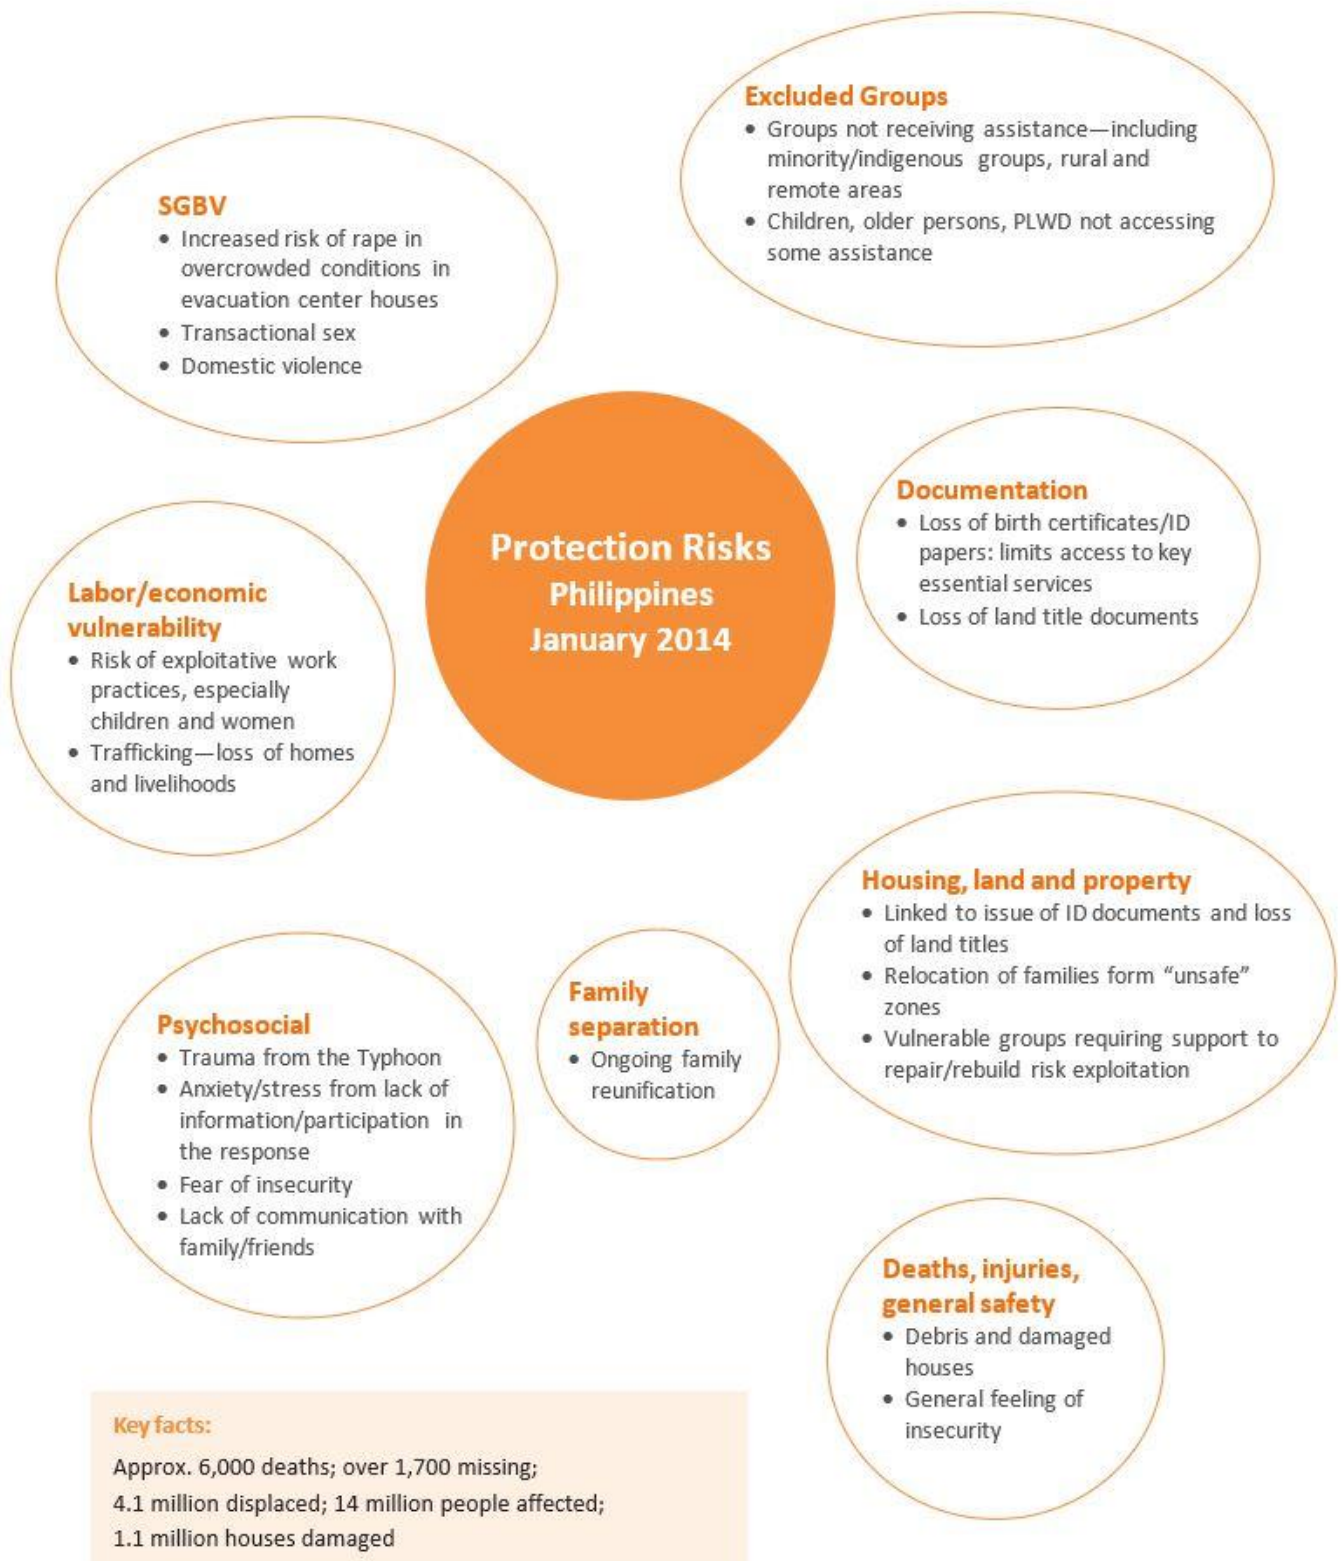 Excluded Groups
• Groups not receiving assistance—including
minority/indigenous groups, rural and
remote areas
• Children, older persons, PLWD not accessing
some assistance
SGBV
• Increased risk of rape in
overcrowded conditions in
evacuation center houses
• Transactional sex
• Domestic violence
Protection Risks
Philippines
January 2014
Documentation
• Loss of birth certificates/ID
papers: limits access to key
essential services
• Loss of land title documents
Labor/economic
vulnerability
• Risk of exploitative work
practices, especially
children and women
• Trafficking—loss of homes
and livelihoods
Housing, land and property
• Linked to issue of ID documents and loss
of land titles
• Relocation of families form “unsafe”
zones
• Vulnerable groups requiring support to
repair/rebuild risk exploitation
Psychosocial
• Trauma from the Typhoon
• Anxiety/stress from lack of
information/participation in
the response
• Fear of insecurity
• Lack of communication with
family/friends
Family
separation
• Ongoing family
reunification
Deaths, injuries,
general safety
• Debris and damaged
houses
• General feeling of
insecurity
Key facts:
Approx. 6,000 deaths; over 1,700 missing;
4.1 million displaced; 14 million people affected;
1.1 million houses damaged